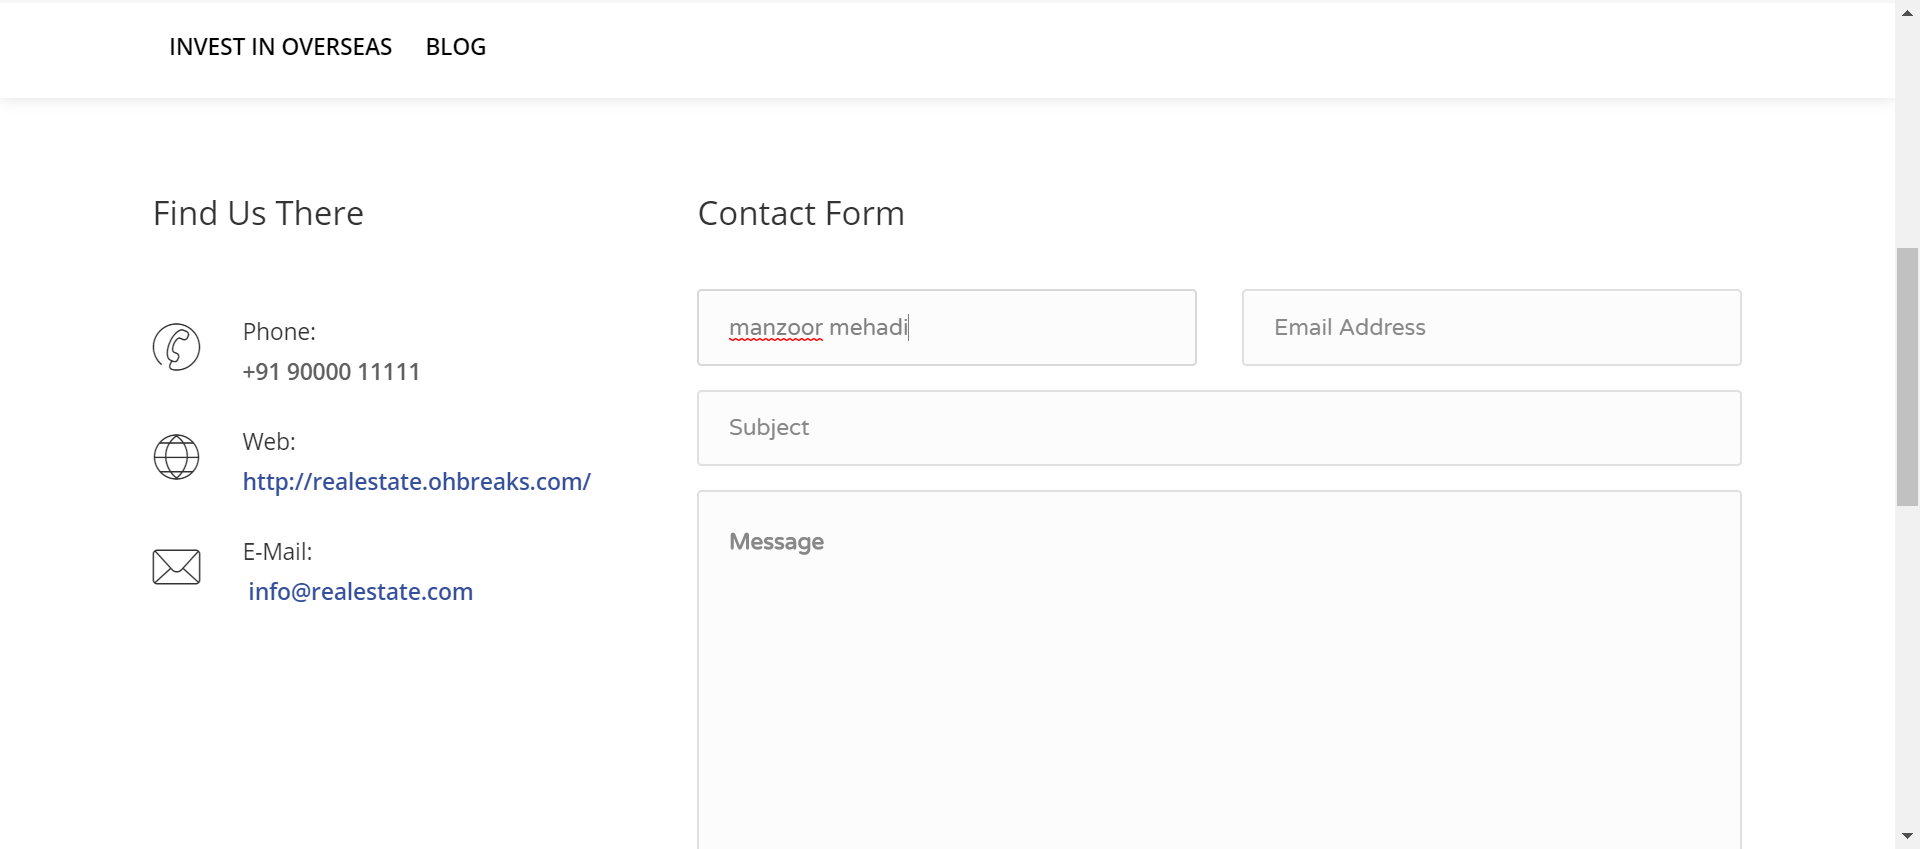 INVEST IN OVERSEAS BLOG
Find Us There
Phone:
+91 90000 11111
Web:
http://realestate.ohbreaks.com/
E-Mail:
info@realestate.com
Contact Form
manzoor mehadi
Email Address
Subject
Message